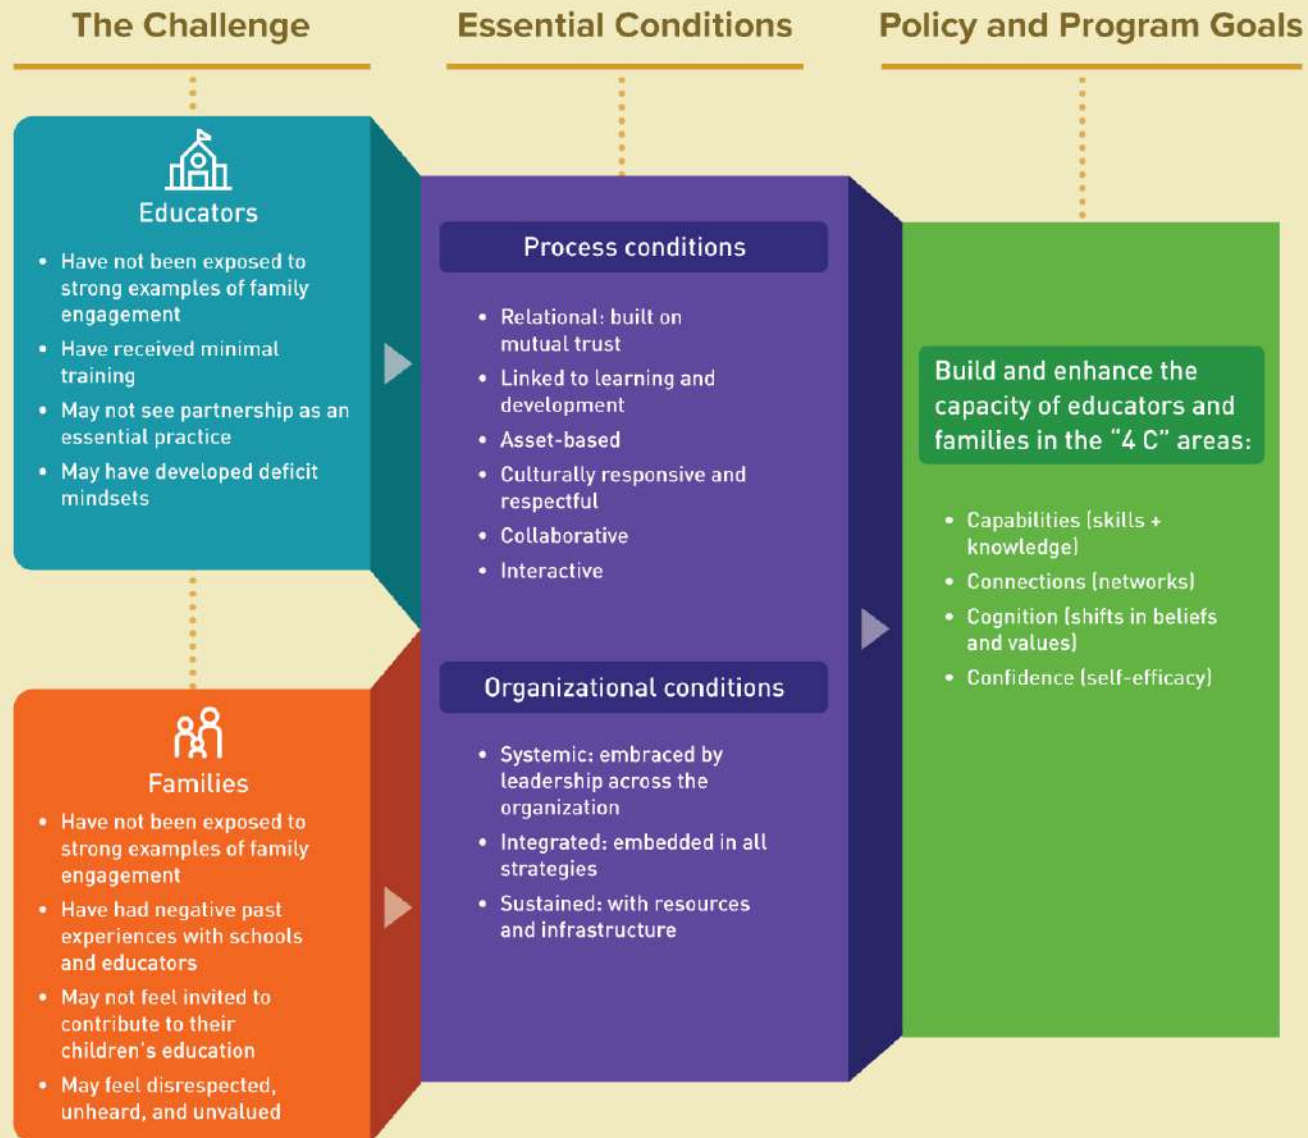 The Challenge
Essential Conditions
Policy and Program Goals
Educators
• Have not been exposed to
strong examples of family
engagement
• Have received minimal
training
• May not see partnership as an
essential practice
• May have developed deficit
mindsets
Families
• Have not been exposed to
strong examples of family
engagement
• Have had negative past
experiences with schools
and educators
• May not feel invited to
contribute to their
children's education
• May feel disrespected,
unheard, and unvalued
Process conditions
• Relational: built on
mutual trust
• Linked to learning and
development
• Asset-based
• Culturally responsive and
respectful
• Collaborative
• Interactive
Organizational conditions
• Systemic: embraced by
leadership across the
organization
• Integrated: embedded in all
strategies
• Sustained: with resources
and infrastructure
Build and enhance the
capacity of educators and
families in the "4 C" areas:
• Capabilities (skills +
knowledge)
• Connections (networks)
• Cognition (shifts in beliefs
and values)
• Confidence (self-efficacy)